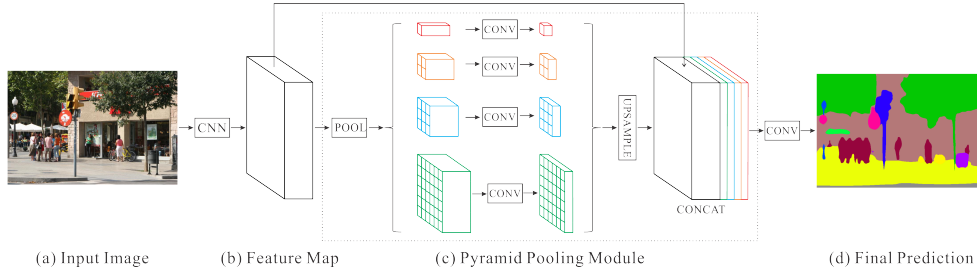 CNN
POOL
CONV
CONV
CONV
CONV
UPSAMPLE
CONCAT
CONV
(a) Input Image
(b) Feature Map
(c) Pyramid Pooling Module
(d) Final Prediction